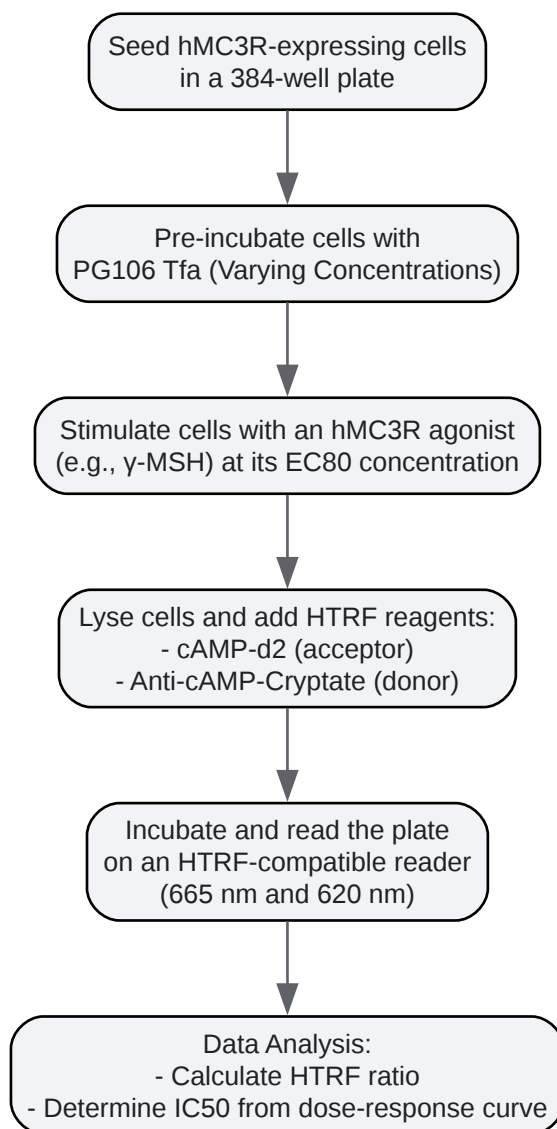 Seed hMC3R-expressing cells
in a 384-well plate
Pre-incubate cells with
PG106 Tfa (Varying Concentrations)
Stimulate cells with an hMC3R agonist
(e.g., γ-MSH) at its EC80 concentration
Lyse cells and add HTRF reagents:
- cAMP-d2 (acceptor)
- Anti-cAMP-Cryptate (donor)
Incubate and read the plate
on an HTRF-compatible reader
(665 nm and 620 nm)
Data Analysis:
- Calculate HTRF ratio
- Determine IC50 from dose-response curve